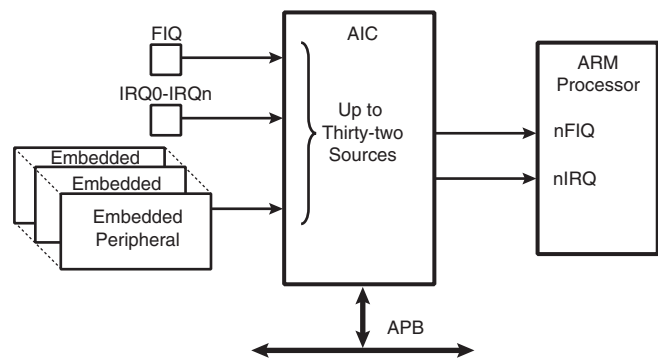 FIQ
IRQ0-IRQn
Embedded
Embedded
Embedded
Peripheral
AIC
Up to
Thirty-two
Sources
ARM
Processor
nFIQ
nIRQ
APB